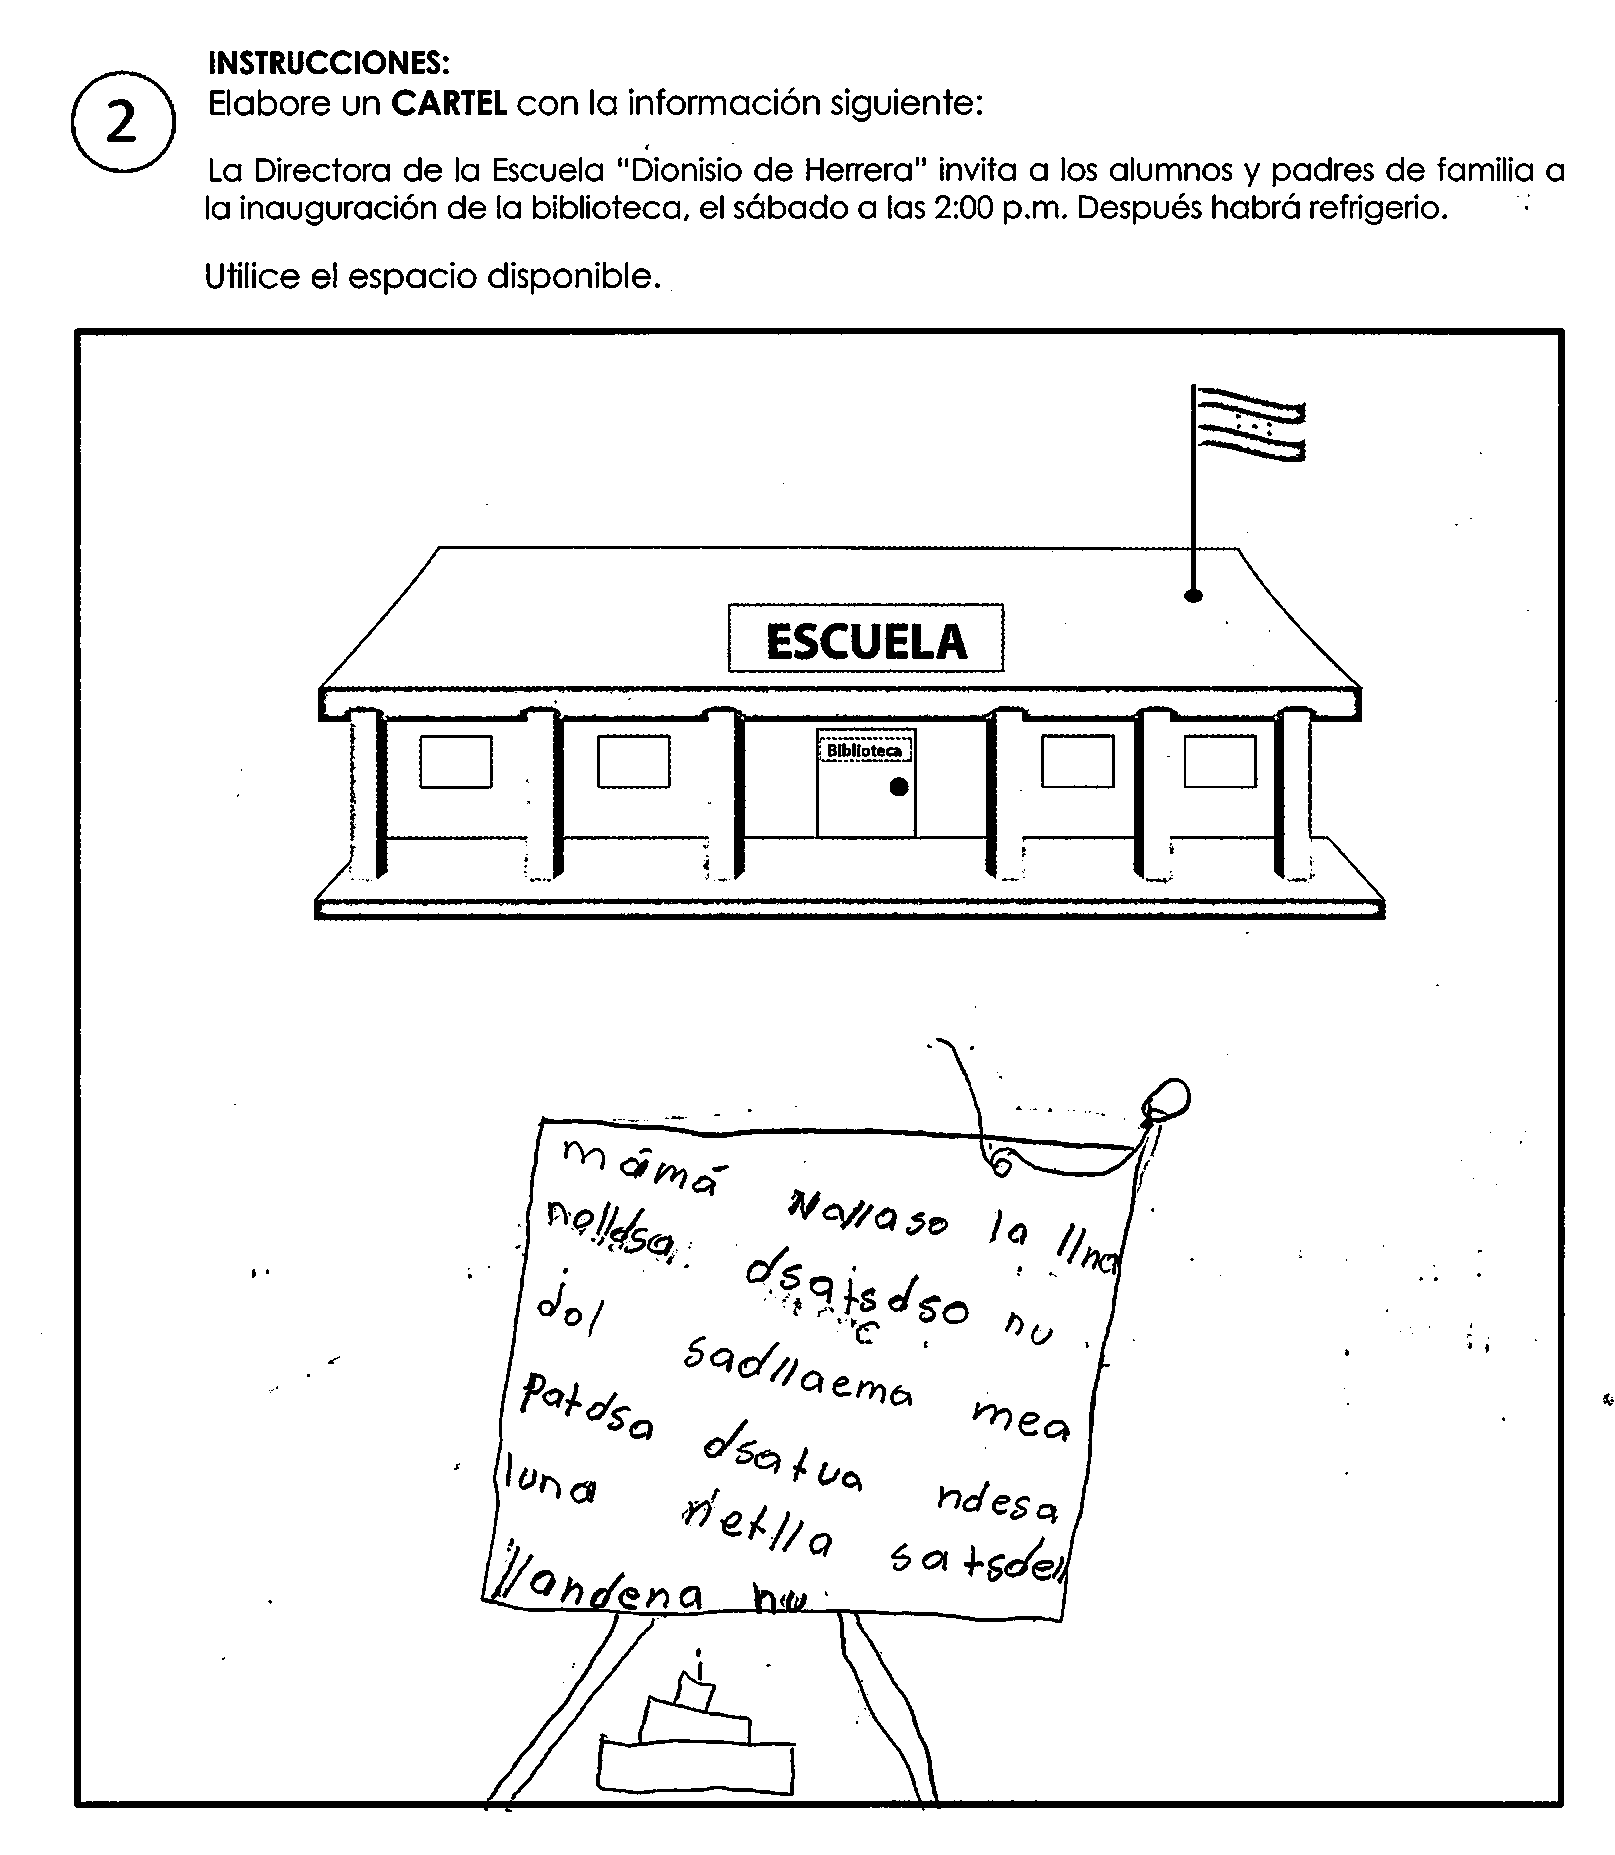 INSTRUCCIONES:
2
Elabore un CARTEL con la información siguiente:
La Directora de la Escuela "Dionisio de Herrera" invita a los alumnos y padres de familia a
la inauguración de la biblioteca, el sábado a las 2:00 p.m. Después habrá refrigerio.
Utilice el espacio disponible.
ESCUELA
Biblioteca
mámá Nallaso la llna
nelldsa dsatsdso nu
dol sadllaema mea
patdsa dsatua ndesa
luna netlla satsdell
llandena nu